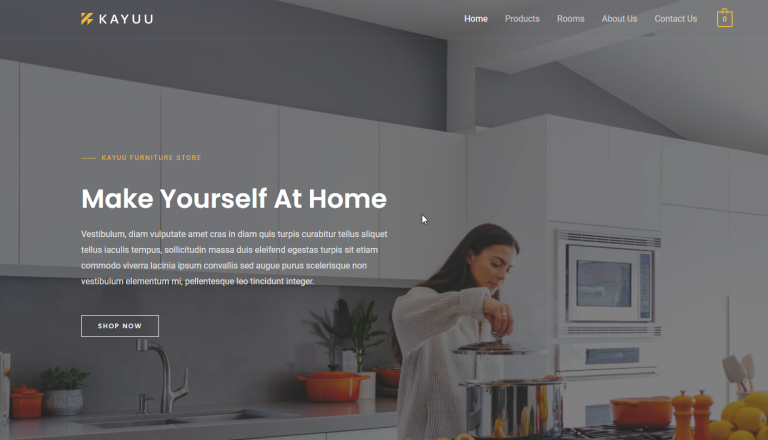 KAYUU
Home Products Rooms About Us Contact Us 0
KAYUU FURNITURE STORE
Make Yourself At Home
Vestibulum, diam vulputate amet cras in diam quis turpis curabitur tellus aliquet
tellus iaculis tempus, sollicitudin massa duis eleifend egestas turpis sit etiam
commodo viverra lacinia ipsum convallis sed augue purus scelerisque non
vestibulum elementum mi, pellentesque leo tincidunt integer.
SHOP NOW